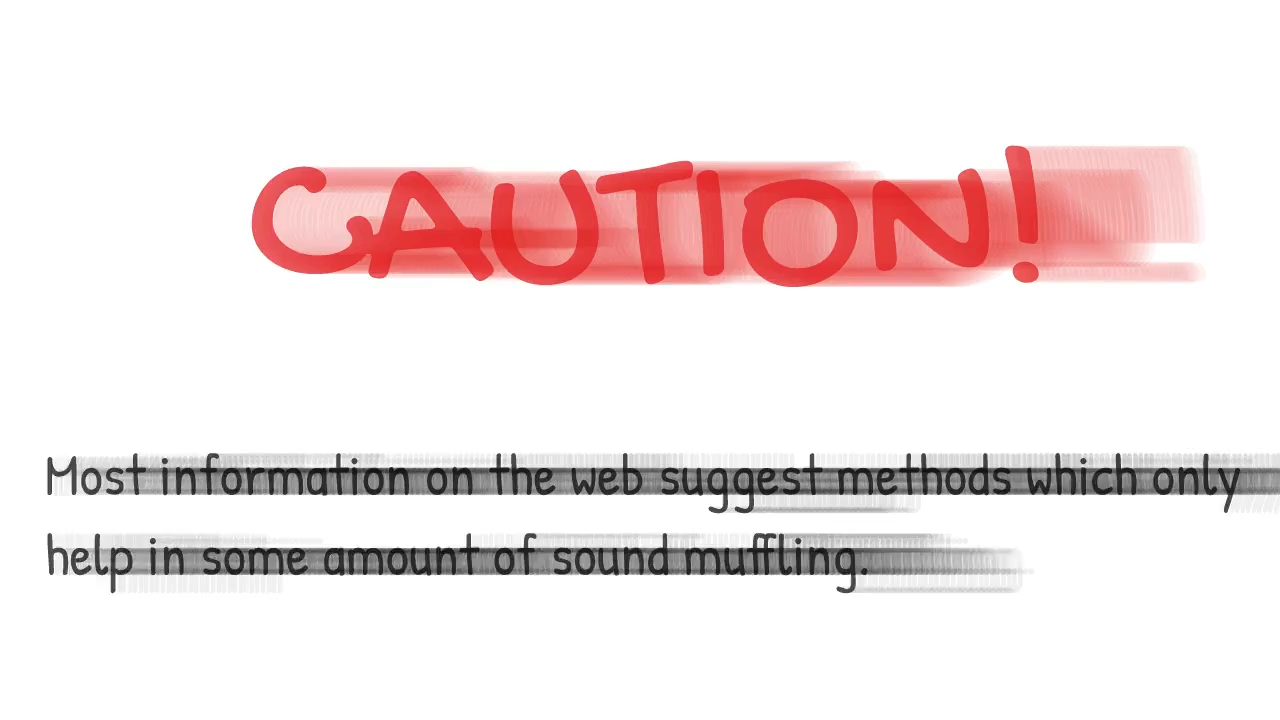 CAUTION!
Most information on the web suggest methods which only
help in some amount of sound muffling.